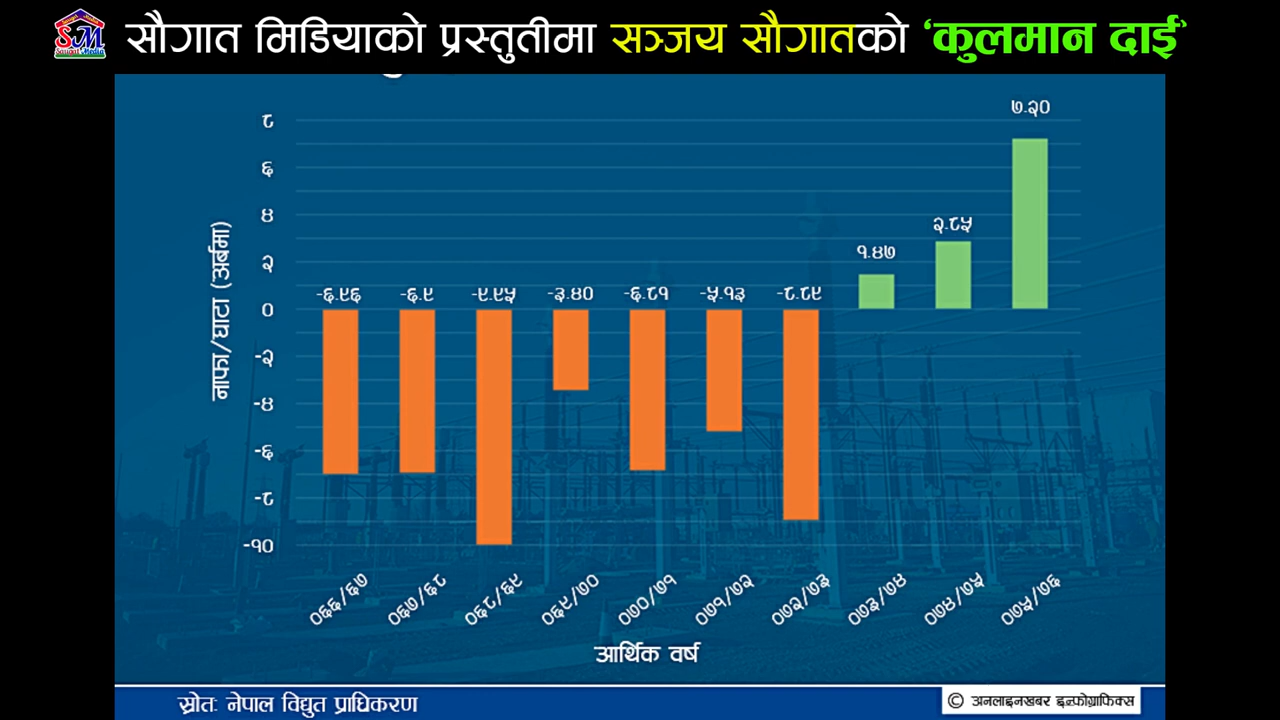 SM
Saugat Media
सौगात मिडियाको प्रस्तुतीमा सञ्जय सौगातको ‘कुलमान दाई’
७.२०
८
६
४
२.८५
१.४७
२
-६.९६ -६.९ -९.९५ -३.४० -६.८१ -५.१३ -८.८९
०
-२
-४
-६
-८
-१०
नाफा/घाटा (अर्बमा)
०६६/६७ ०६७/६८ ०६८/६९ ०६९/७० ०७०/७१ ०७१/७२ ०७२/७३ ०७३/७४ ०७४/७५ ०७५/७६
आर्थिक वर्ष
स्रोतः नेपाल विद्युत प्राधिकरण
© अनलाइनखबर इन्फोग्राफिक्स